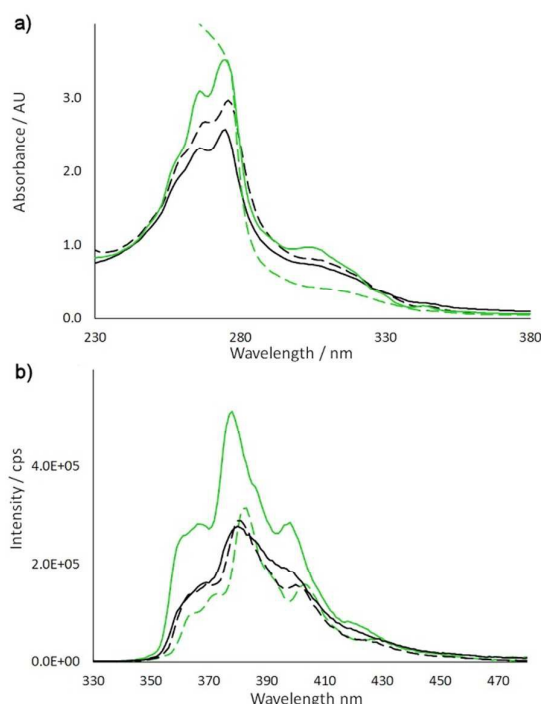 a)
Absorbance / AU
3.0
2.0
1.0
0.0
230 280 330 380
Wavelength / nm
b)
Intensity / cps
4.0E+05
2.0E+05
0.0E+00
330 350 370 390 410 430 450 470
Wavelength nm